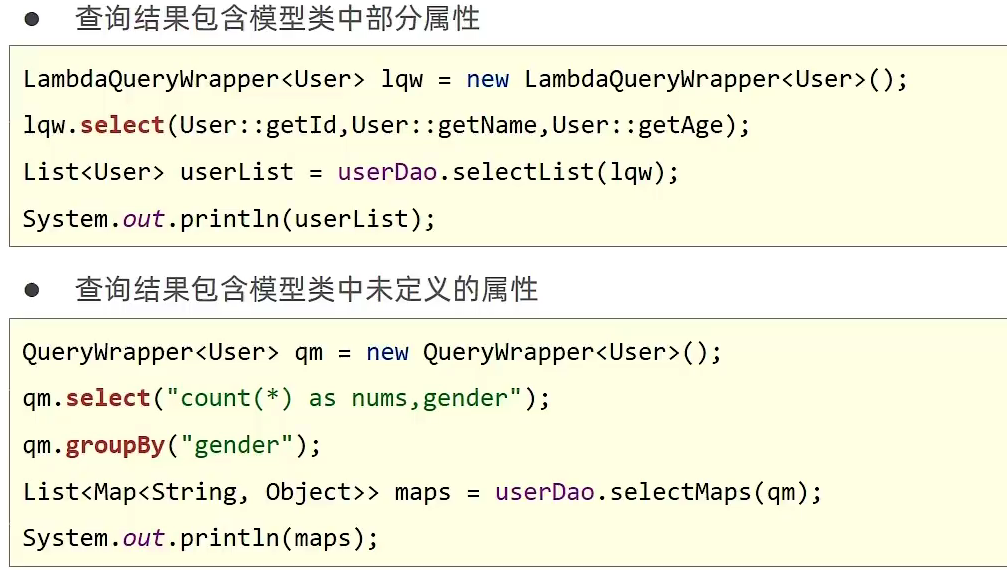 ● 查询结果包含模型类中部分属性
LambdaQueryWrapper<User> lqw = new LambdaQueryWrapper<User>();
lqw.select(User::getId,User::getName,User::getAge);
List<User> userList = userDao.selectList(lqw);
System.out.println(userList);
● 查询结果包含模型类中未定义的属性
QueryWrapper<User> qm = new QueryWrapper<User>();
qm.select("count(*) as nums,gender");
qm.groupBy("gender");
List<Map<String, Object>> maps = userDao.selectMaps(qm);
System.out.println(maps);